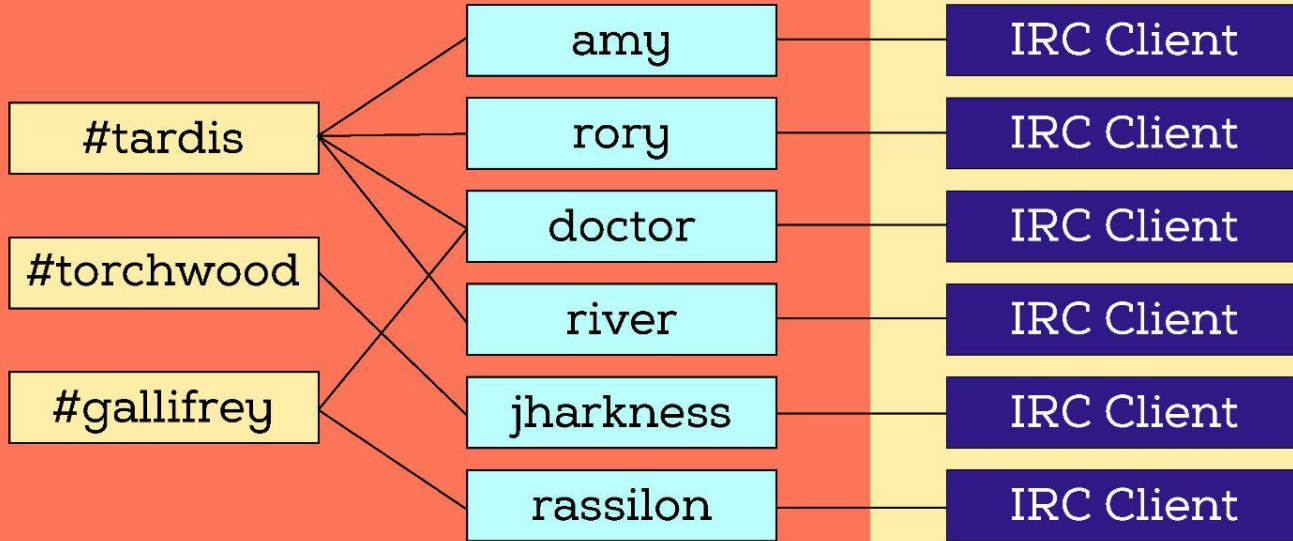 #tardis
#torchwood
#gallifrey
amy
rory
doctor
river
jharkness
rassilon
IRC Client
IRC Client
IRC Client
IRC Client
IRC Client
IRC Client